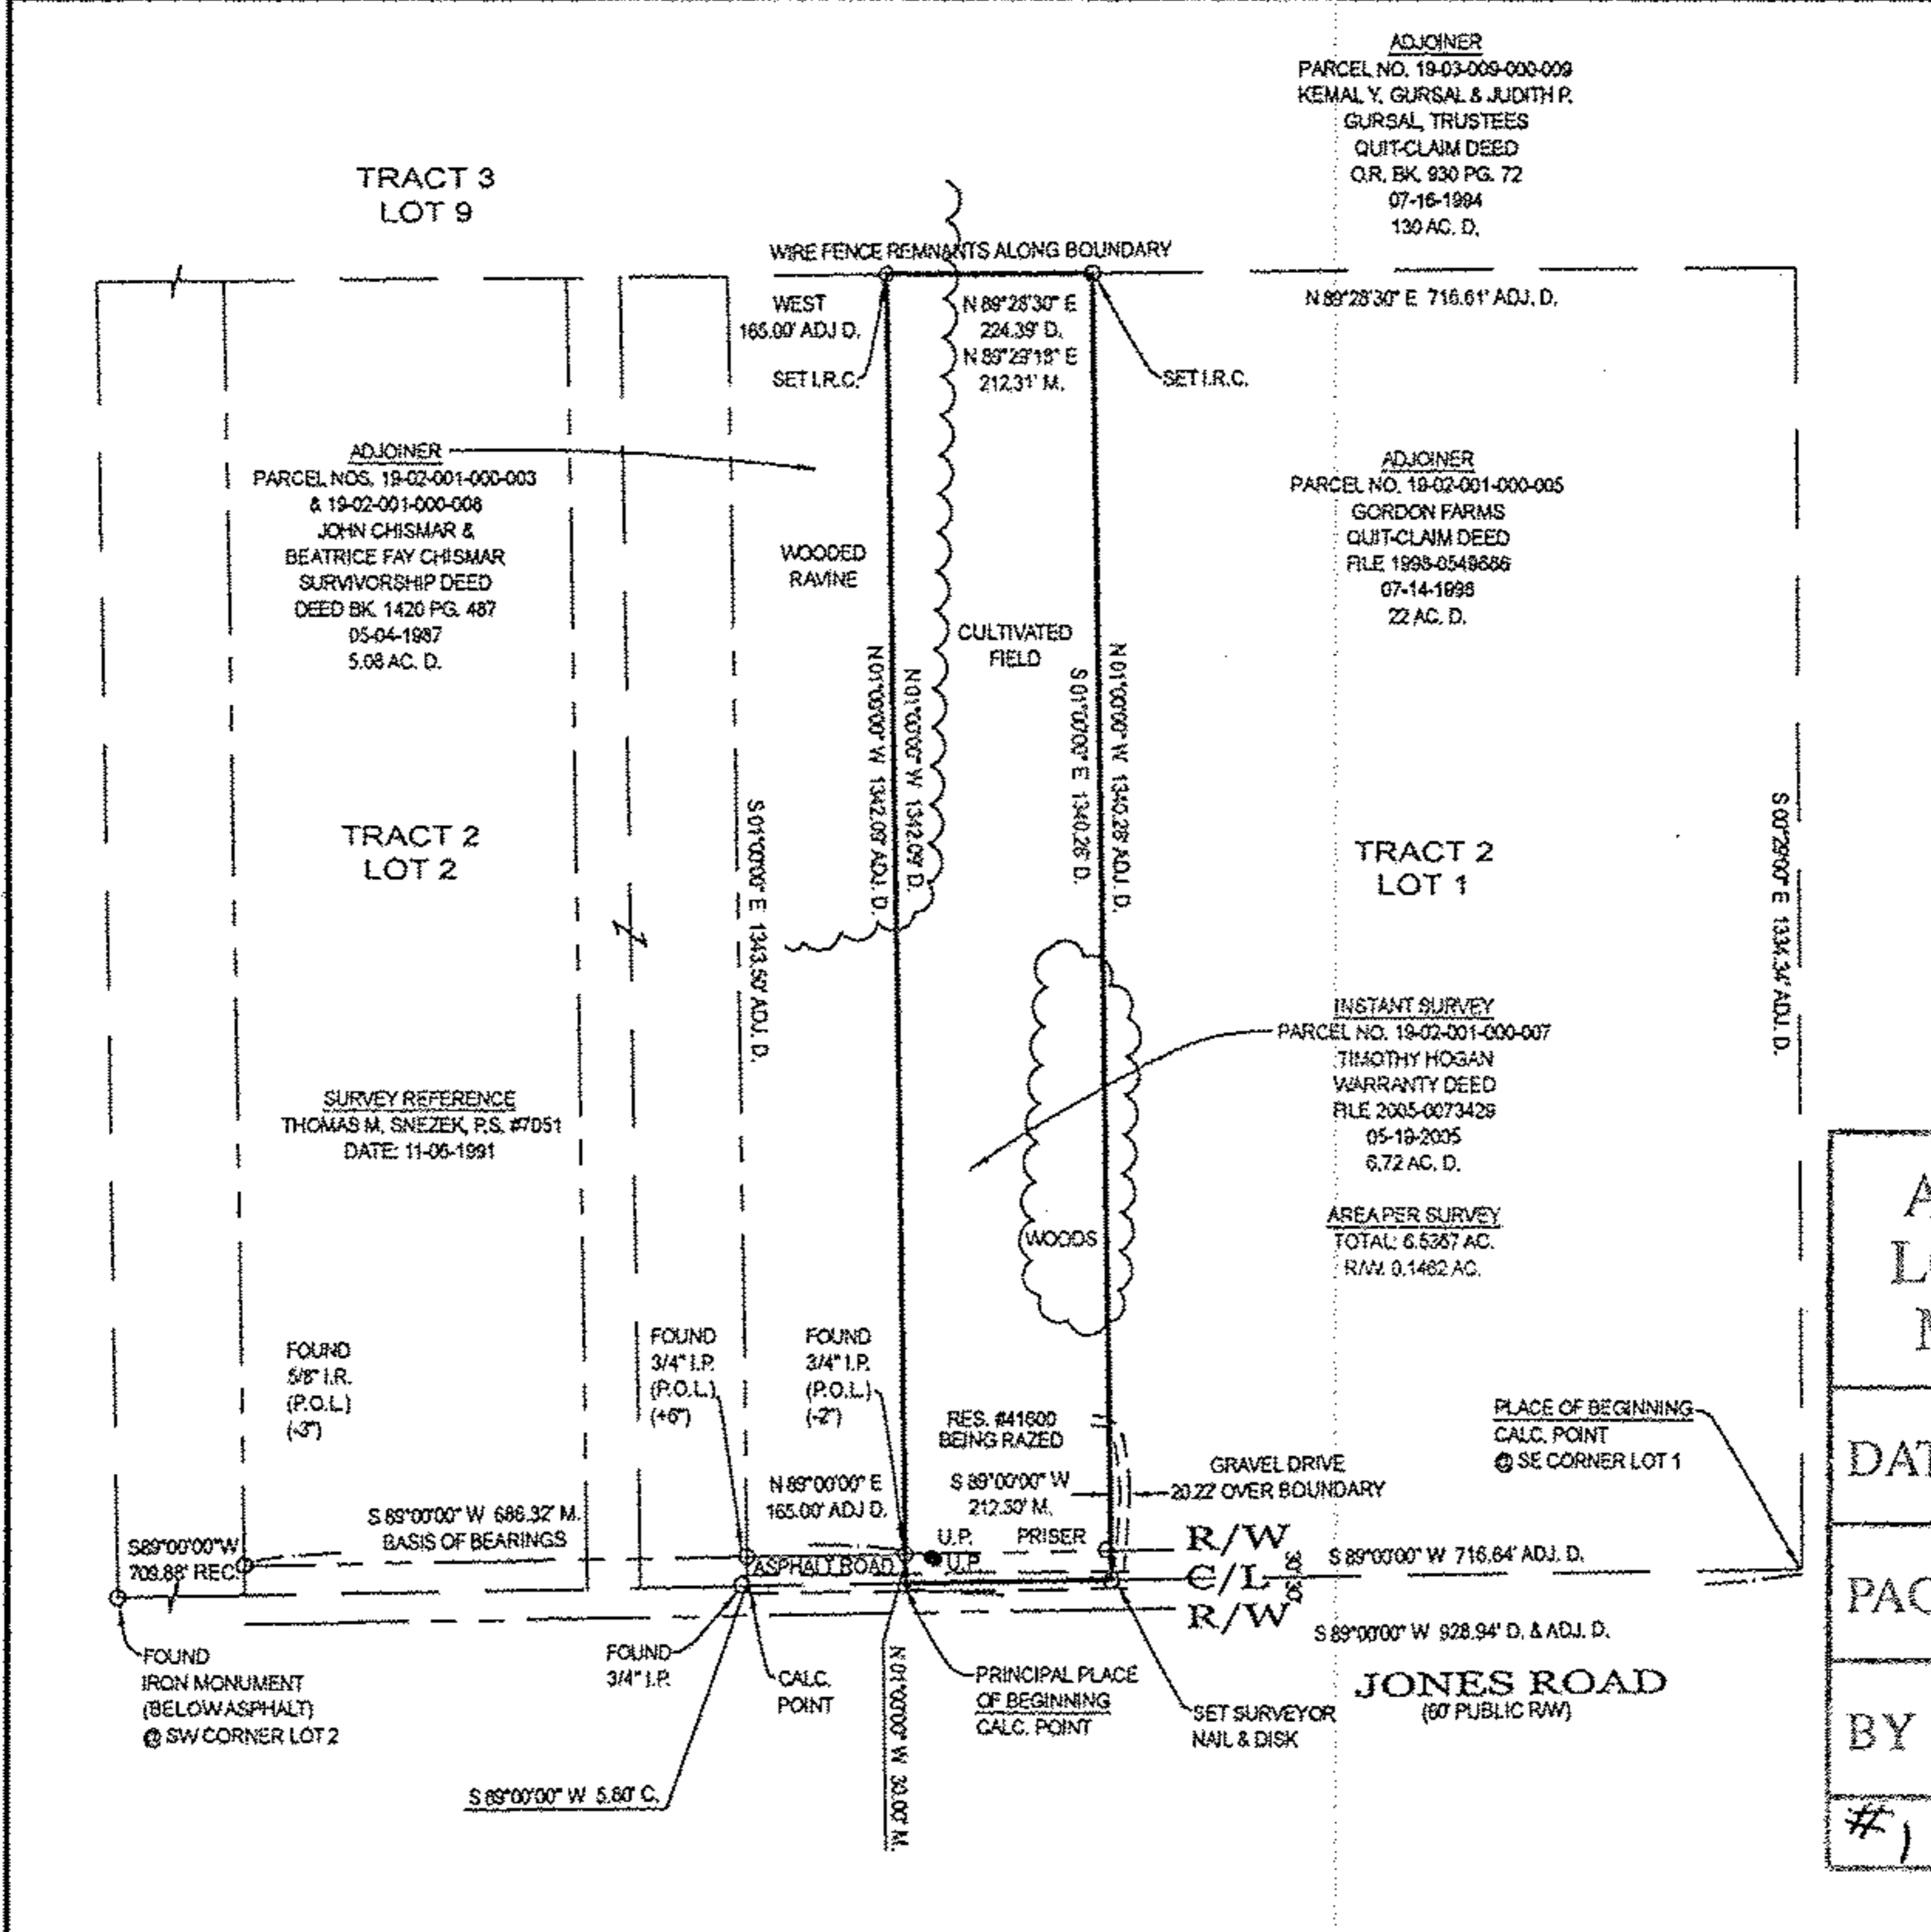 ADJOINER
PARCEL NO. 19-03-009-000-009
KEMAL Y. GURSAL & JUDITH P.
GURSAL, TRUSTEES
QUIT-CLAIM DEED
O.R. BK. 930 PG. 72
07-16-1994
130 AC. D.
TRACT 3
LOT 9
WIRE FENCE REMNANTS ALONG BOUNDARY
WEST
165.00' ADJ D.
N 89°28'30" E
224.39' D.
N 89°29'18" E
212.31' M.
N 89°28'30" E 716.61' ADJ. D.
SET I.R.C.
SET I.R.C.
ADJOINER
PARCEL NOS. 19-02-001-000-003
& 19-02-001-000-008
JOHN CHISMAR &
BEATRICE FAY CHISMAR
SURVIVORSHIP DEED
DEED BK. 1420 PG. 487
05-04-1987
5.08 AC. D.
WOODED
RAVINE
CULTIVATED
FIELD
ADJOINER
PARCEL NO. 19-02-001-000-005
GORDON FARMS
QUIT-CLAIM DEED
FILE 1998-0549686
07-14-1998
22 AC. D.
N 01°00'00" W 1342.09' ADJ. D.
N 01°00'00" W 1342.09' D.
S 01°00'00" E 1340.28' D.
N 01°00'00" W 1340.28' ADJ. D.
S 01°00'00" E 1343.50' ADJ. D.
S 00°29'00" E 1334.34' ADJ. D.
TRACT 2
LOT 2
TRACT 2
LOT 1
SURVEY REFERENCE
THOMAS M. SNEZEK, P.S. #7051
DATE: 11-06-1991
INSTANT SURVEY
PARCEL NO. 19-02-001-000-007
TIMOTHY HOGAN
WARRANTY DEED
FILE 2005-0073429
05-19-2005
6.72 AC. D.
AREA PER SURVEY
TOTAL: 6.5367 AC.
R/W: 0.1462 AC.
WOODS
FOUND
5/8" I.R.
(P.O.L.)
(-3")
FOUND
3/4" I.P.
(P.O.L.)
(+6")
FOUND
3/4" I.P.
(P.O.L.)
(-2")
RES. #41600
BEING RAZED
PLACE OF BEGINNING
CALC. POINT
@ SE CORNER LOT 1
GRAVEL DRIVE
20.22' OVER BOUNDARY
N 89°00'00" E
165.00' ADJ D.
S 89°00'00" W
212.30' M.
S 89°00'00" W 686.32' M.
BASIS OF BEARINGS
S89°00'00"W
709.88' REC.
U.P.
PRISER
ASPHALT ROAD
U.P.
R/W
C/L
R/W
30'
30'
S 89°00'00" W 716.64' ADJ. D.
S 89°00'00" W 928.94' D. & ADJ. D.
JONES ROAD
(60' PUBLIC R/W)
FOUND
IRON MONUMENT
(BELOW ASPHALT)
@ SW CORNER LOT 2
FOUND
3/4" I.P.
CALC.
POINT
PRINCIPAL PLACE
OF BEGINNING
CALC. POINT
SET SURVEYOR
NAIL & DISK
S 89°00'00" W 5.80' C.
N 01°00'00" W 30.00' M.
A
L
DAT
PAG
BY
#1